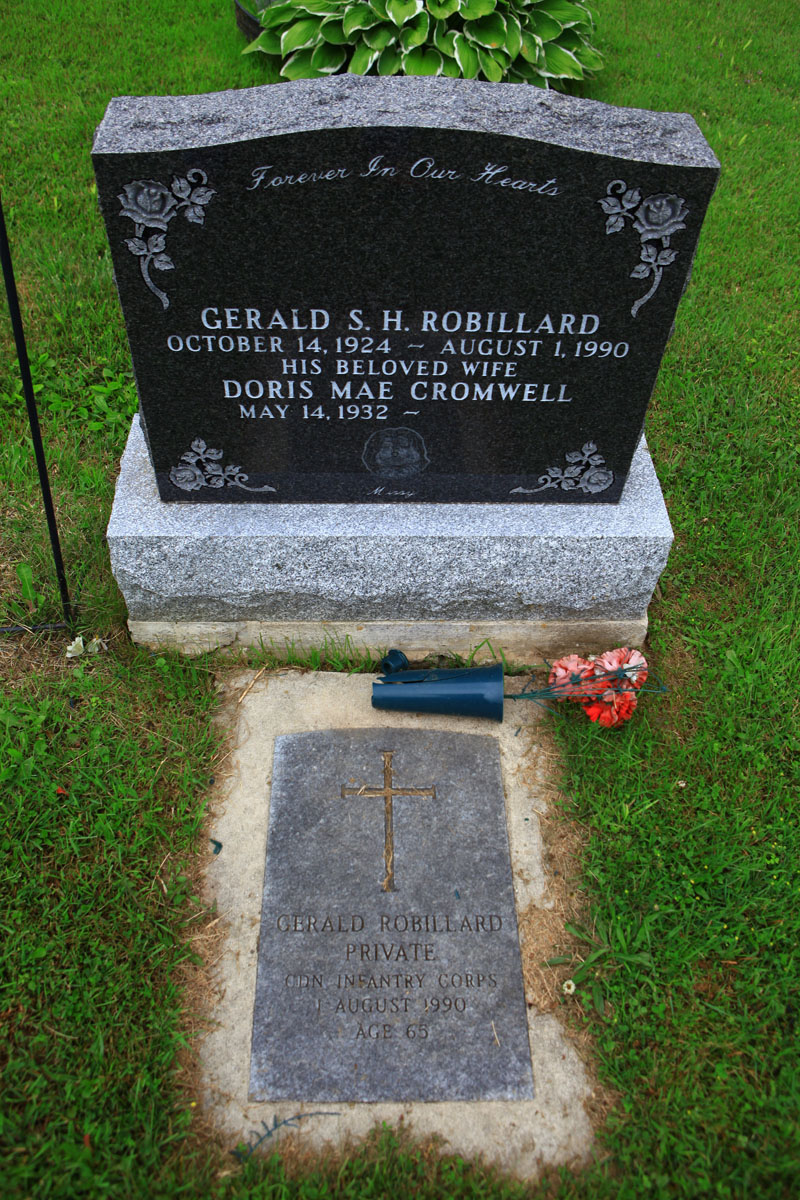 Forever In Our Hearts
GERALD S. H. ROBILLARD
OCTOBER 14, 1924 ~ AUGUST 1, 1990
HIS BELOVED WIFE
DORIS MAE CROMWELL
MAY 14, 1932 ~
GERALD ROBILLARD
PRIVATE
CDN INFANTRY CORPS
1 AUGUST 1990
AGE 65